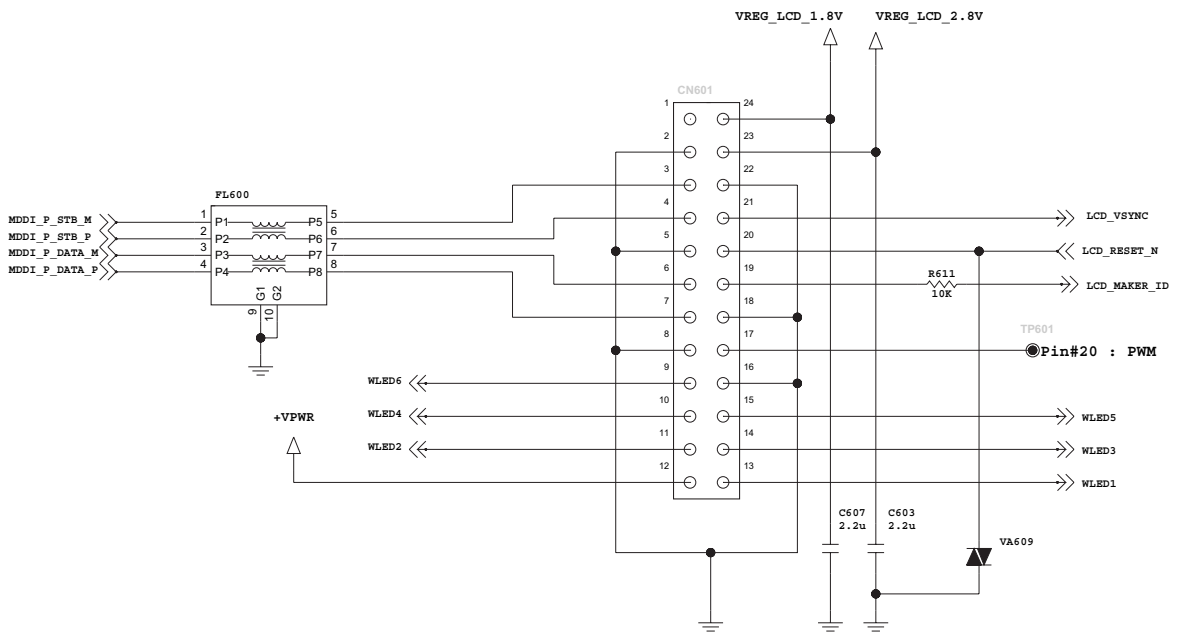 VREG_LCD_1.8V VREG_LCD_2.8V
CN601
1 24
2 23
3 22
FL600
4 21
MDDI_P_STB_M 1 P1 P5 5 LCD_VSYNC
MDDI_P_STB_P 2 P2 P6 6
5 20
MDDI_P_DATA_M 3 P3 P7 7 LCD_RESET_N
MDDI_P_DATA_P 4 P4 P8 8
6 19
R611
10K
LCD_MAKER_ID
G1 G2
9 10
7 18
TP601
8 17
Pin#20 : PWM
9 16
WLED6
10 15
WLED4 WLED5
+VPWR
11 14
WLED2 WLED3
12 13
WLED1
C607 C603
2.2u 2.2u
VA609